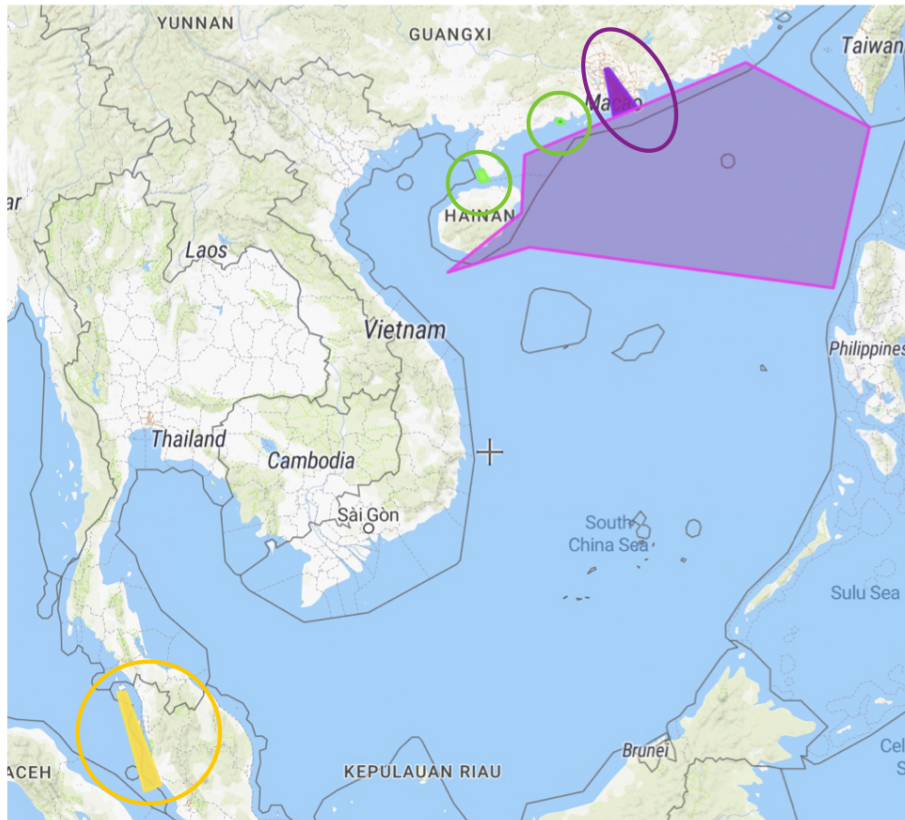 YUNNAN
GUANGXI
Taiwan
Macao
ar
HAINAN
Laos
Vietnam
Philippines
Thailand
Cambodia
Sài Gòn
South
China Sea
Sulu Sea
Brunei
Cel
S
ACEH
KEPULAUAN RIAU